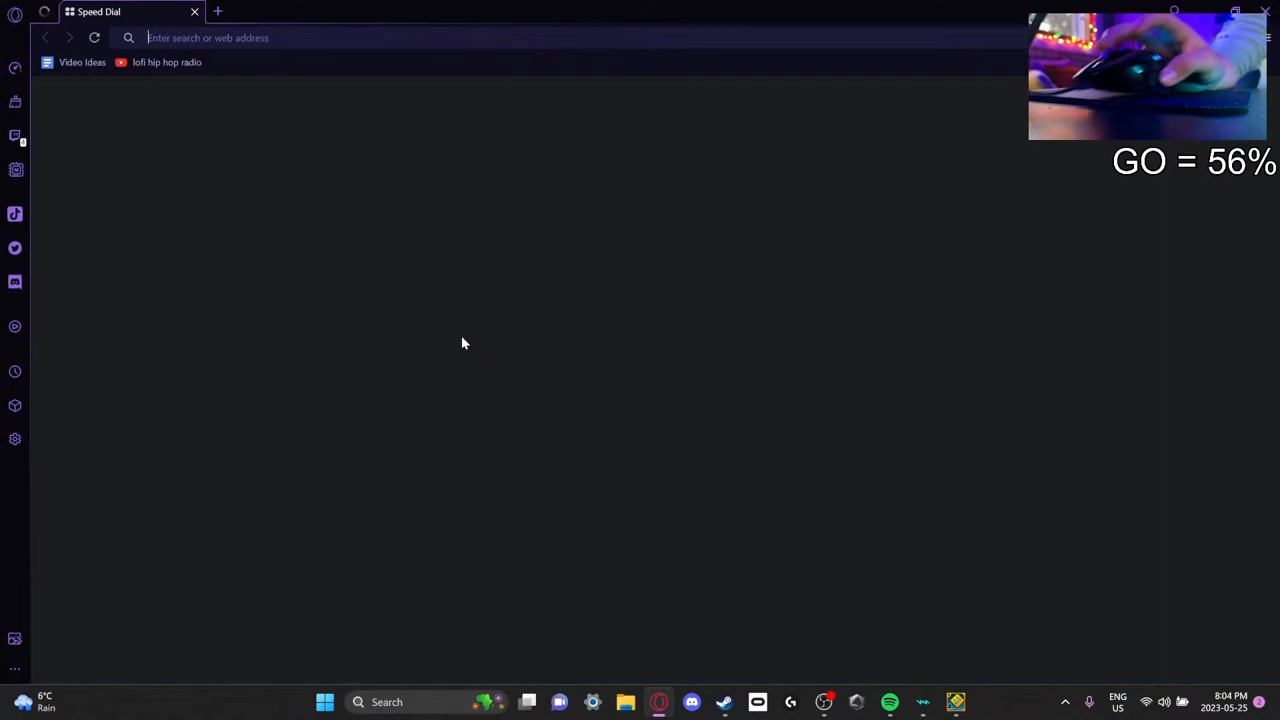 Speed Dial
Enter search or web address
Video Ideas
lofi hip hop radio
GO = 56%
6°C
Rain
Search
ENG
US
8:04 PM
2023-05-25
2